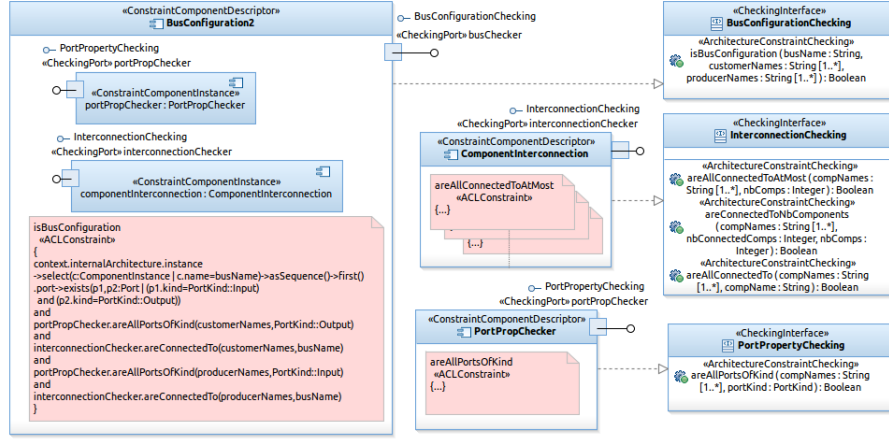 «ConstraintComponentDescriptor»
BusConfiguration2
PortPropertyChecking
«CheckingPort» portPropChecker
«ConstraintComponentInstance»
portPropChecker : PortPropChecker
InterconnectionChecking
«CheckingPort» interconnectionChecker
«ConstraintComponentInstance»
componentInterconnection : ComponentInterconnection
isBusConfiguration
«ACLConstraint»
{
context.internalArchitecture.instance
->select(c:ComponentInstance | c.name=busName)->asSequence()->first()
.port->exists(p1,p2:Port | (p1.kind=PortKind::Input)
and (p2.kind=PortKind::Output))
and
portPropChecker.areAllPortsOfKind(customerNames,PortKind::Output)
and
interconnectionChecker.areConnectedTo(customerNames,busName)
and
portPropChecker.areAllPortsOfKind(producerNames,PortKind::Input)
and
interconnectionChecker.areConnectedTo(producerNames,busName)
}
BusConfigurationChecking
«CheckingPort» busChecker
InterconnectionChecking
«CheckingPort» interconnectionChecker
«ConstraintComponentDescriptor»
ComponentInterconnection
areAllConnectedToAtMost
«ACLConstraint»
{...}
{...}
PortPropertyChecking
«CheckingPort» portPropChecker
«ConstraintComponentDescriptor»
PortPropChecker
areAllPortsOfKind
«ACLConstraint»
{...}
«CheckingInterface»
BusConfigurationChecking
«ArchitectureConstraintChecking»
isBusConfiguration ( busName : String,
customerNames : String [1..*],
producerNames : String [1..*] ) : Boolean
«CheckingInterface»
InterconnectionChecking
«ArchitectureConstraintChecking»
areAllConnectedToAtMost ( compNames :
String [1..*], nbComps : Integer ) : Boolean
«ArchitectureConstraintChecking»
areConnectedToNbComponents
( compNames : String [1..*],
nbConnectedComps : Integer, nbComps :
Integer ) : Boolean
«ArchitectureConstraintChecking»
areAllConnectedTo ( compNames : String
[1..*], compName : String ) : Boolean
«CheckingInterface»
PortPropertyChecking
«ArchitectureConstraintChecking»
areAllPortsOfKind ( compNames : String
[1..*], portKind : PortKind ) : Boolean